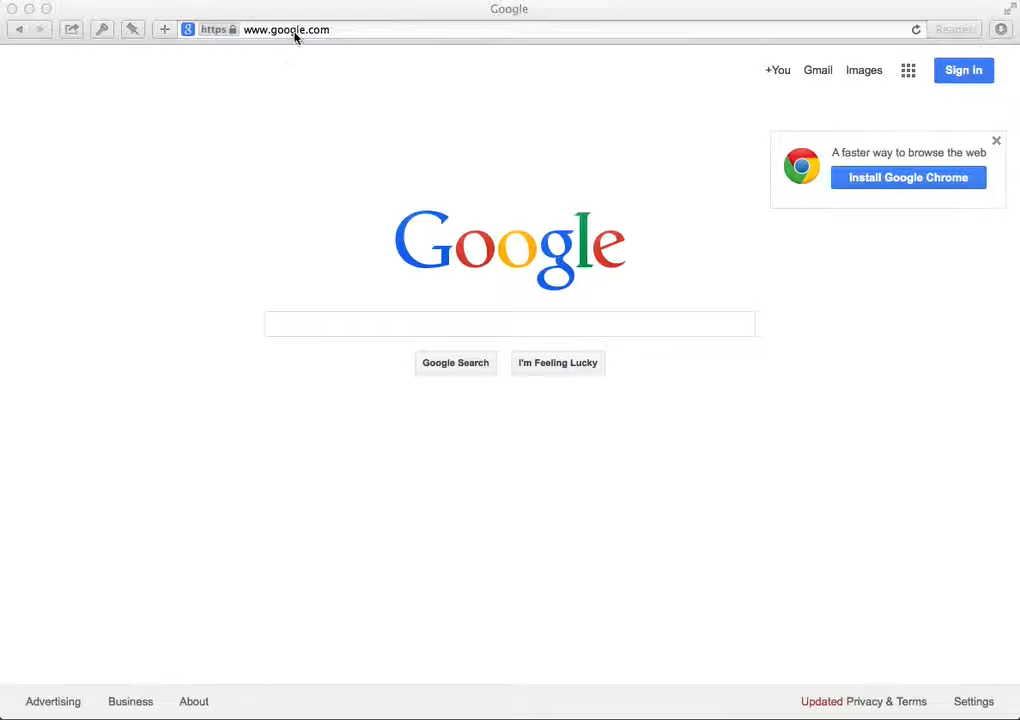 Google
https www.google.com Reader
+You Gmail Images Sign in
A faster way to browse the web
Install Google Chrome
Google
Google Search I'm Feeling Lucky
Advertising Business About Updated Privacy & Terms Settings